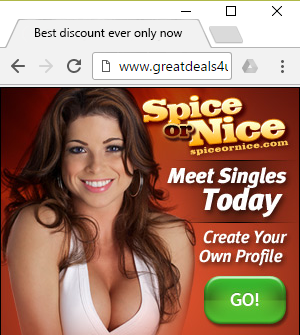 Best discount ever only now
www.greatdeals4u
Spice
or Nice
spiceornice.com
Meet Singles
Today
Create Your
Own Profile
GO!